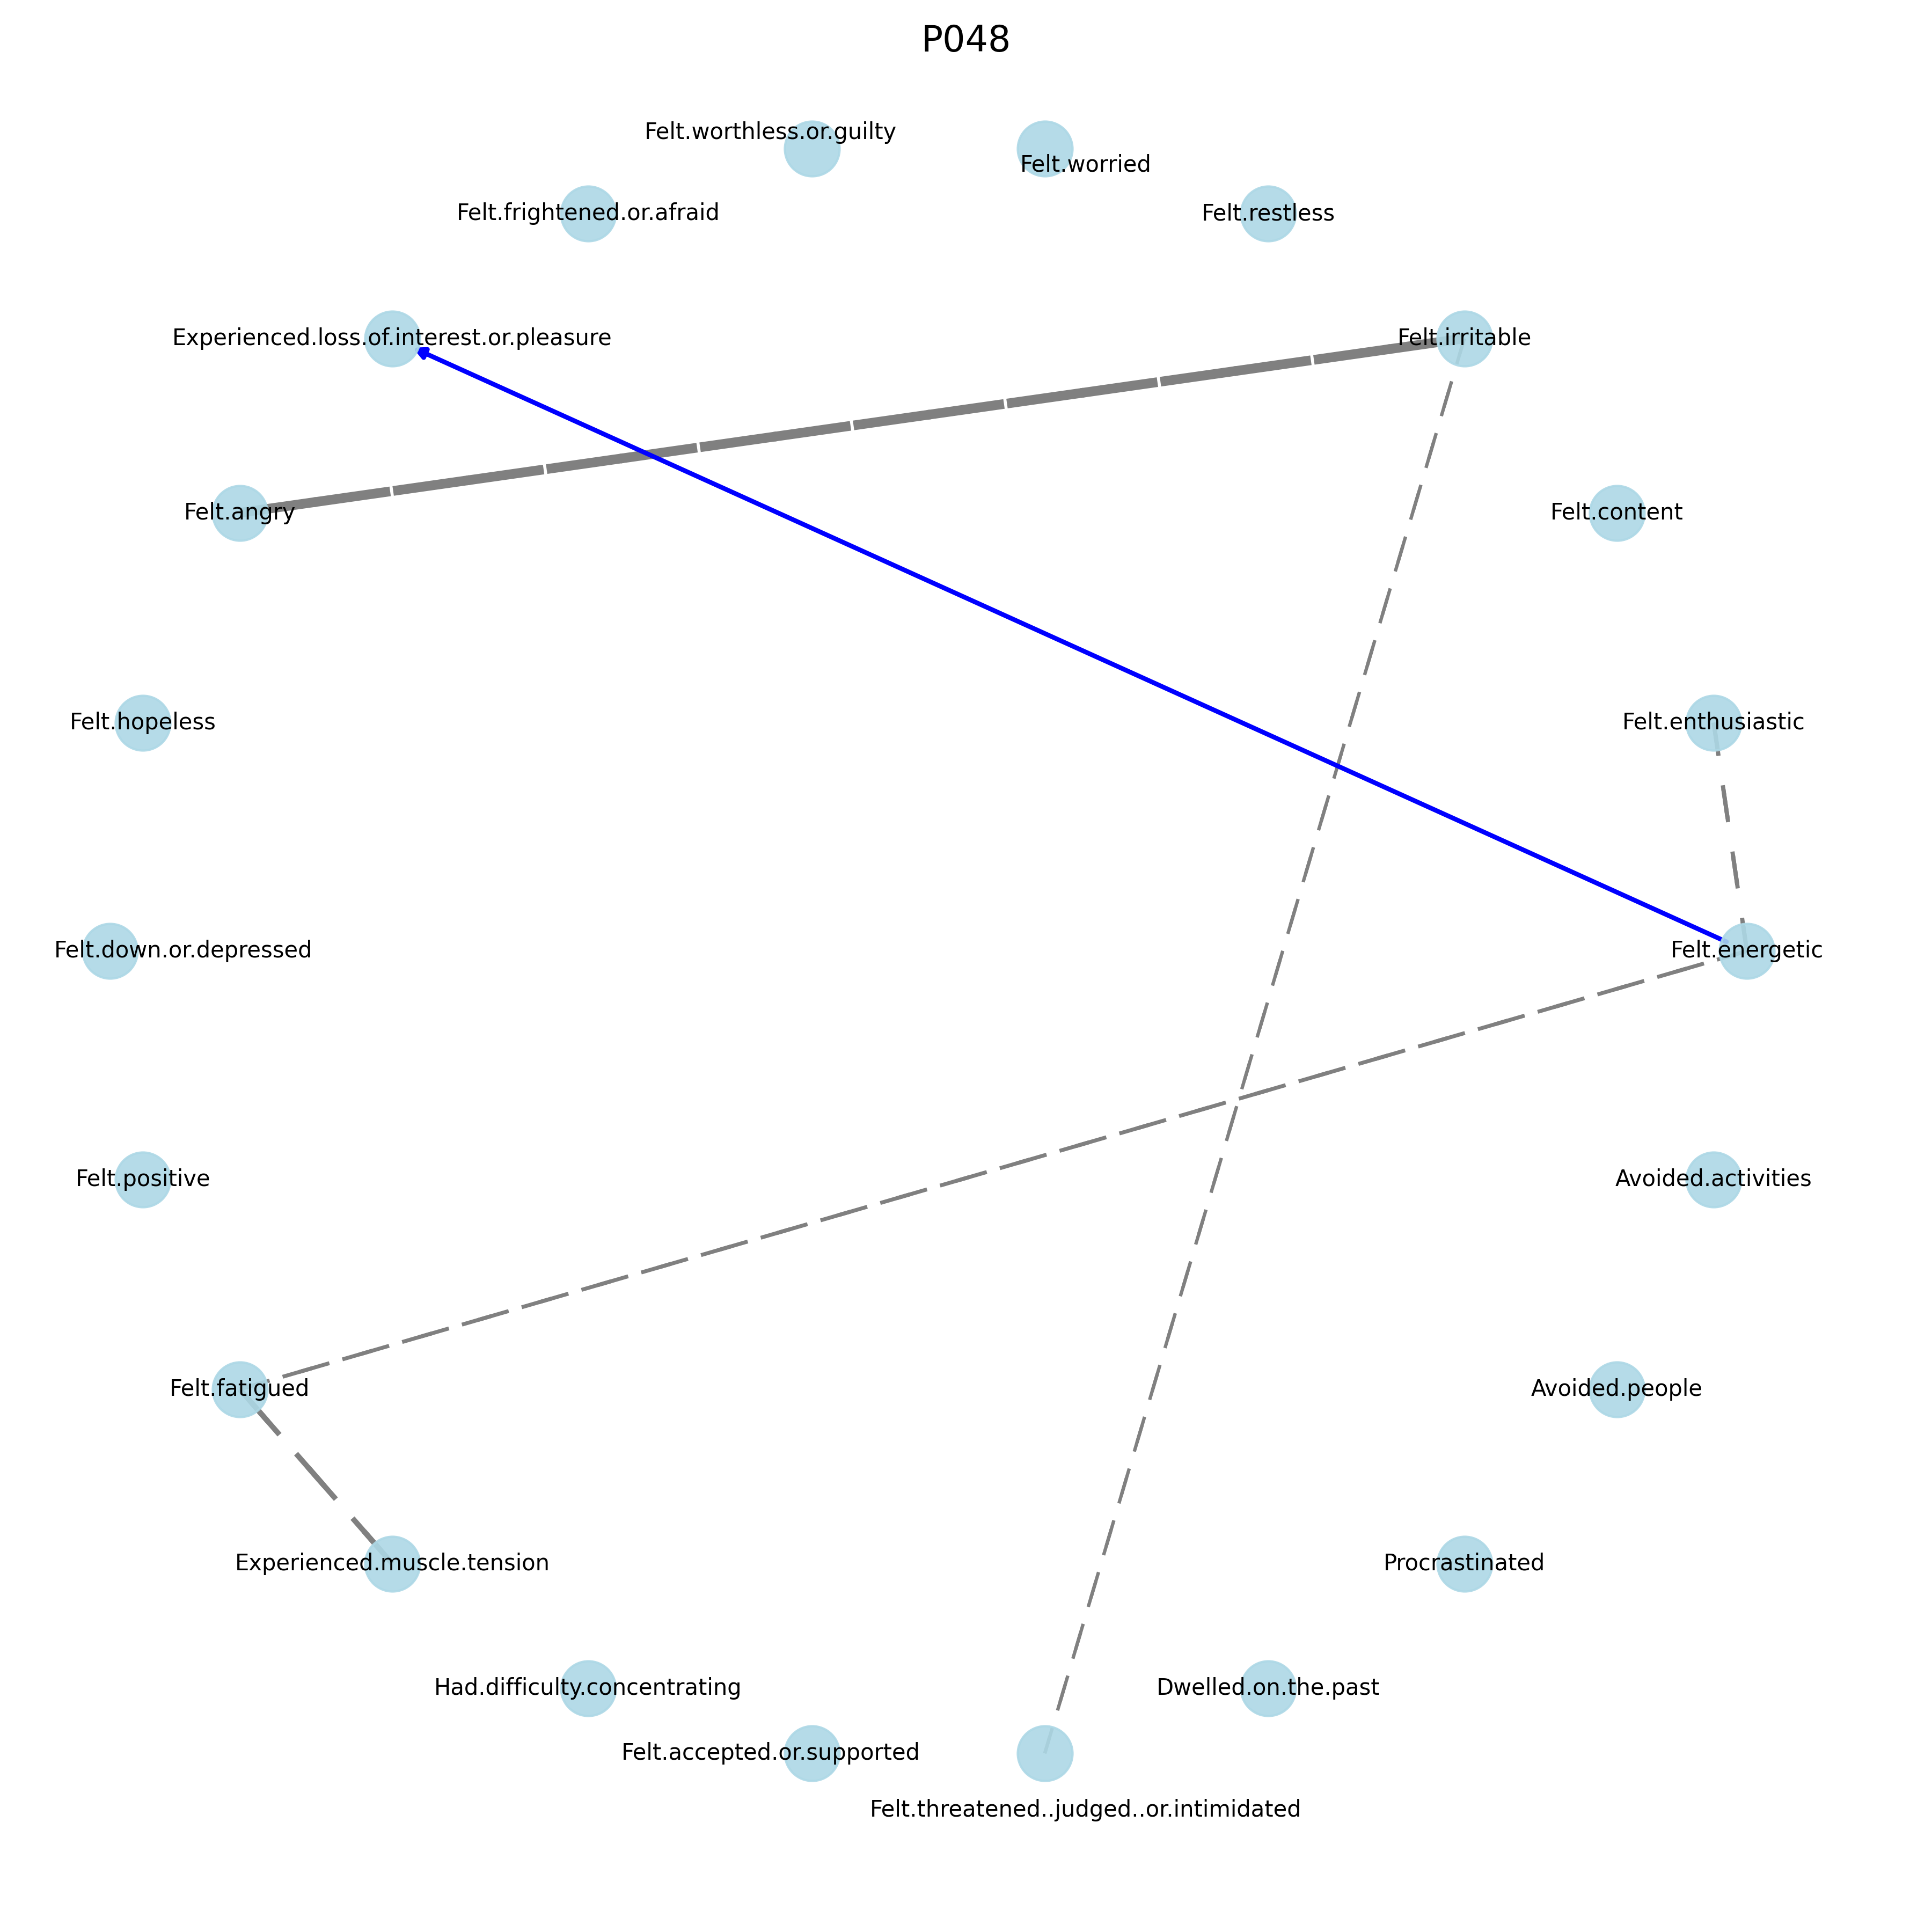 P048
Felt.worthless.or.guilty
Felt.worried
Felt.frightened.or.afraid
Felt.restless
Experienced.loss.of.interest.or.pleasure
Felt.irritable
Felt.angry
Felt.content
Felt.hopeless
Felt.enthusiastic
Felt.down.or.depressed
Felt.energetic
Felt.positive
Avoided.activities
Felt.fatigued
Avoided.people
Experienced.muscle.tension
Procrastinated
Had.difficulty.concentrating
Dwelled.on.the.past
Felt.accepted.or.supported
Felt.threatened..judged..or.intimidated